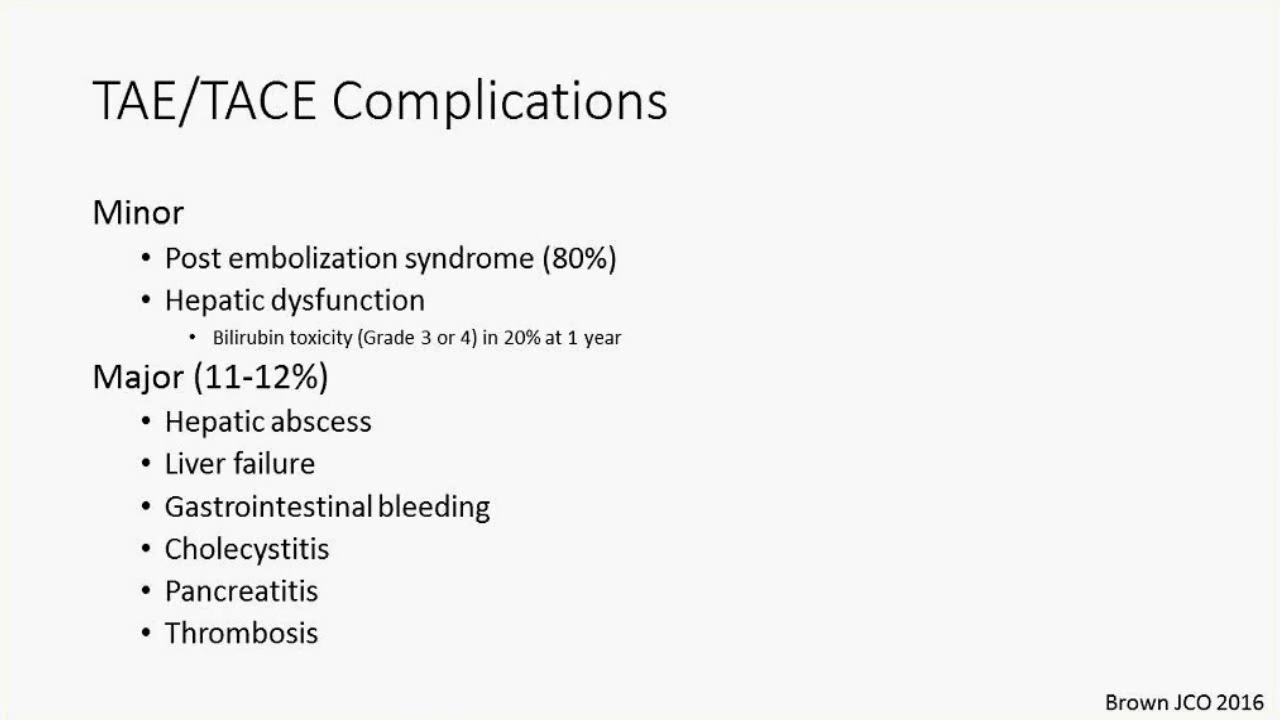 TAE/TACE Complications
Minor
• Post embolization syndrome (80%)
• Hepatic dysfunction
• Bilirubin toxicity (Grade 3 or 4) in 20% at 1 year
Major (11-12%)
• Hepatic abscess
• Liver failure
• Gastrointestinal bleeding
• Cholecystitis
• Pancreatitis
• Thrombosis
Brown JCO 2016